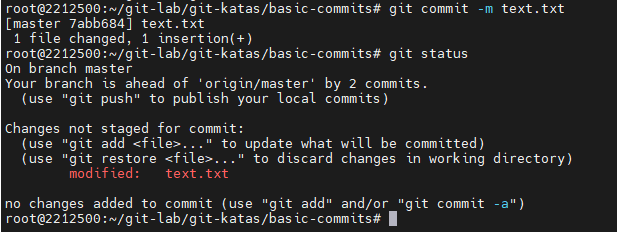 root@2212500:~/git-lab/git-katas/basic-commits# git commit -m text.txt
[master 7abb684] text.txt
 1 file changed, 1 insertion(+)
root@2212500:~/git-lab/git-katas/basic-commits# git status
On branch master
Your branch is ahead of 'origin/master' by 2 commits.
  (use "git push" to publish your local commits)

Changes not staged for commit:
  (use "git add <file>..." to update what will be committed)
  (use "git restore <file>..." to discard changes in working directory)
        modified:   text.txt

no changes added to commit (use "git add" and/or "git commit -a")
root@2212500:~/git-lab/git-katas/basic-commits#